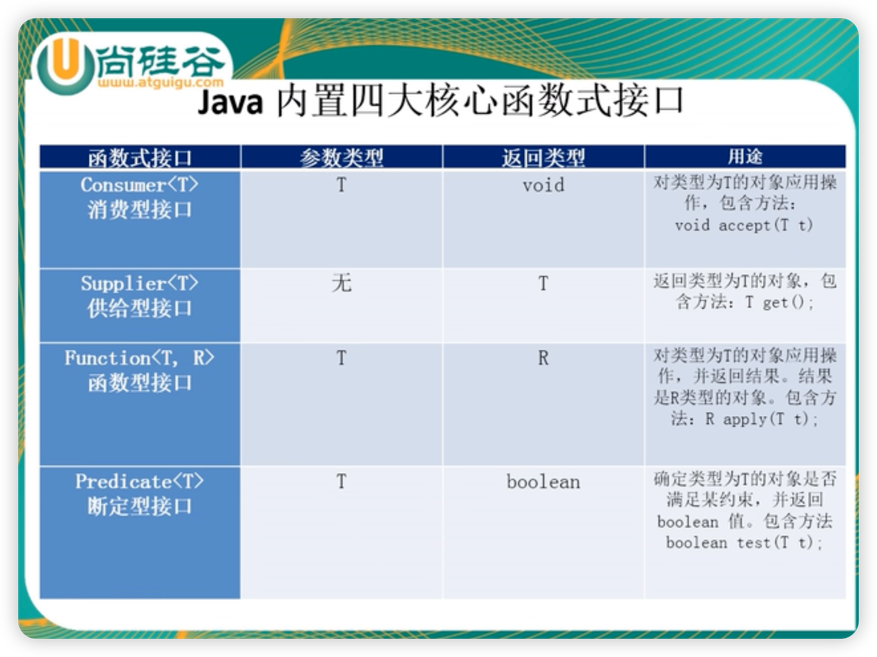 尚硅谷
www.atguigu.com
Java 内置四大核心函数式接口
函数式接口 参数类型 返回类型 用途
Consumer<T>
消费型接口
T
void
对类型为T的对象应用操
作，包含方法：
void accept(T t)
Supplier<T>
供给型接口
无
T
返回类型为T的对象，包
含方法：T get();
Function<T, R>
函数型接口
T
R
对类型为T的对象应用操
作，并返回结果。结果
是R类型的对象。包含方
法：R apply(T t);
Predicate<T>
断定型接口
T
boolean
确定类型为T的对象是否
满足某约束，并返回
boolean 值。包含方法
boolean test(T t);